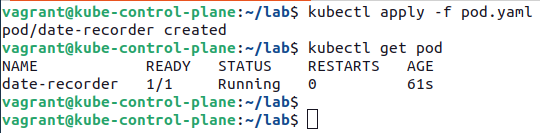 vagrant@kube-control-plane:~/lab$ kubectl apply -f pod.yaml
pod/date-recorder created
vagrant@kube-control-plane:~/lab$ kubectl get pod
NAME            READY   STATUS    RESTARTS   AGE
date-recorder   1/1     Running   0          61s
vagrant@kube-control-plane:~/lab$
vagrant@kube-control-plane:~/lab$